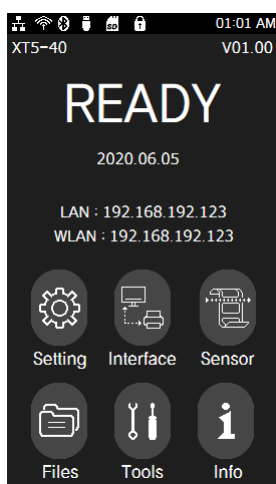 SD 01:01 AM
XT5-40 V01.00
READY
2020.06.05
LAN : 192.168.192.123
WLAN : 192.168.192.123
Setting Interface Sensor
Files Tools Info